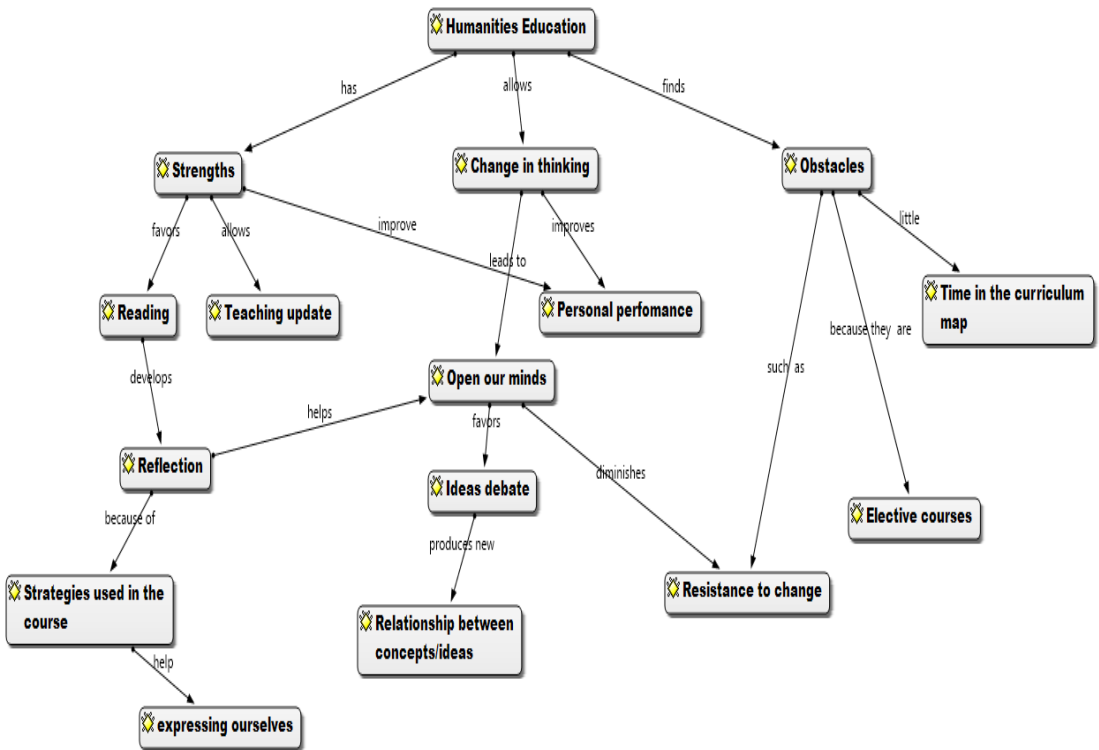 Humanities Education
has
allows
finds
Strengths
Change in thinking
Obstacles
favors
allows
improve
improves
little
leads to
Reading
Teaching update
Personal perfomance
Time in the curriculum
map
because they are
such as
develops
Open our minds
helps
favors
Reflection
diminishes
Ideas debate
because of
Elective courses
produces new
Strategies used in the
course
Resistance to change
Relationship between
concepts/ideas
help
expressing ourselves